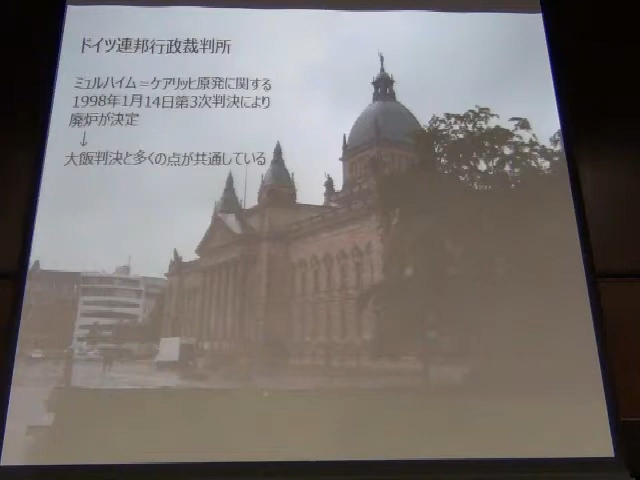 ドイツ連邦行政裁判所
ミュルハイム=ケアリッヒ原発に関する
1998年1月14日第3次判決により
廃炉が決定
↓
大飯判決と多くの点が共通している